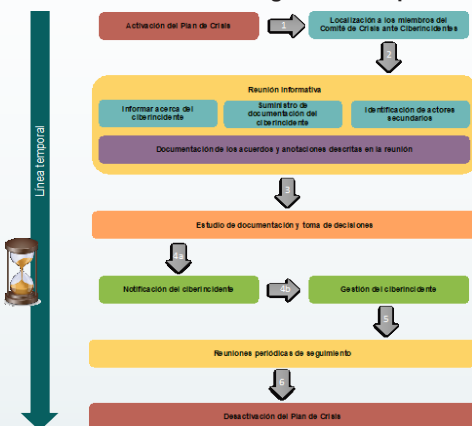 Activación del Plan de Crisis
1
Localización a los miembros del
Comité de Crisis ante Ciberincidentes
2
Reunión Informativa
Informar acerca del
ciberincidente
Suministro de
documentación del
ciberincidente
Identificación de actores
secundarios
Documentación de los acuerdos y anotaciones descritas en la reunión
3
Estudio de documentación y toma de decisiones
4a
Notificación del ciberincidente
4b
Gestión del ciberincidente
5
Reuniones periódicas de seguimiento
6
Desactivación del Plan de Crisis
Línea temporal